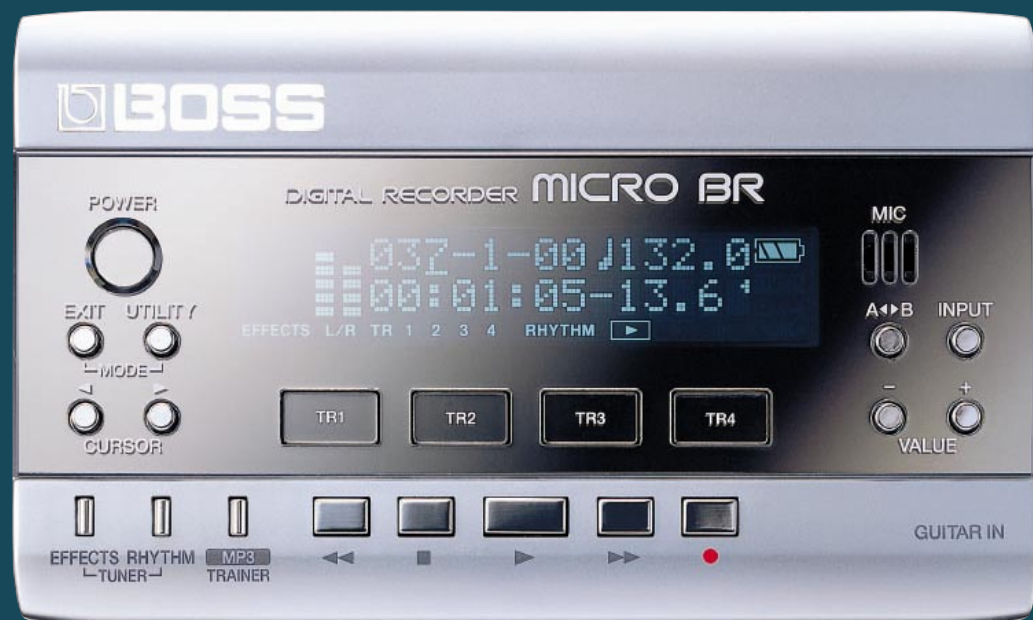 BOSS
DIGITAL RECORDER MICRO BR
POWER
MIC
037-1-00♩132.0
00:01:05-13.6
EFFECTS L/R TR 1 2 3 4 RHYTHM
EXIT UTILITY
MODE
CURSOR
TR1 TR2 TR3 TR4
A◂▸B INPUT
- +
VALUE
EFFECTS RHYTHM MP3
TUNER TRAINER
GUITAR IN